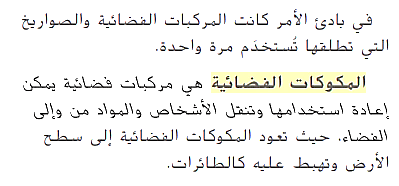 في بادئ الأمر كانت المركبات الفضائية والصواريخ
التي تطلقها تُستخدَم مرة واحدة.
المكوكات الفضائية هي مركبات فضائية يمكن
إعادة استخدامها وتنقل الأشخاص والمواد من وإلى
الفضاء، حيث تعود المكوكات الفضائية إلى سطح
الأرض وتهبط عليه كالطائرات.